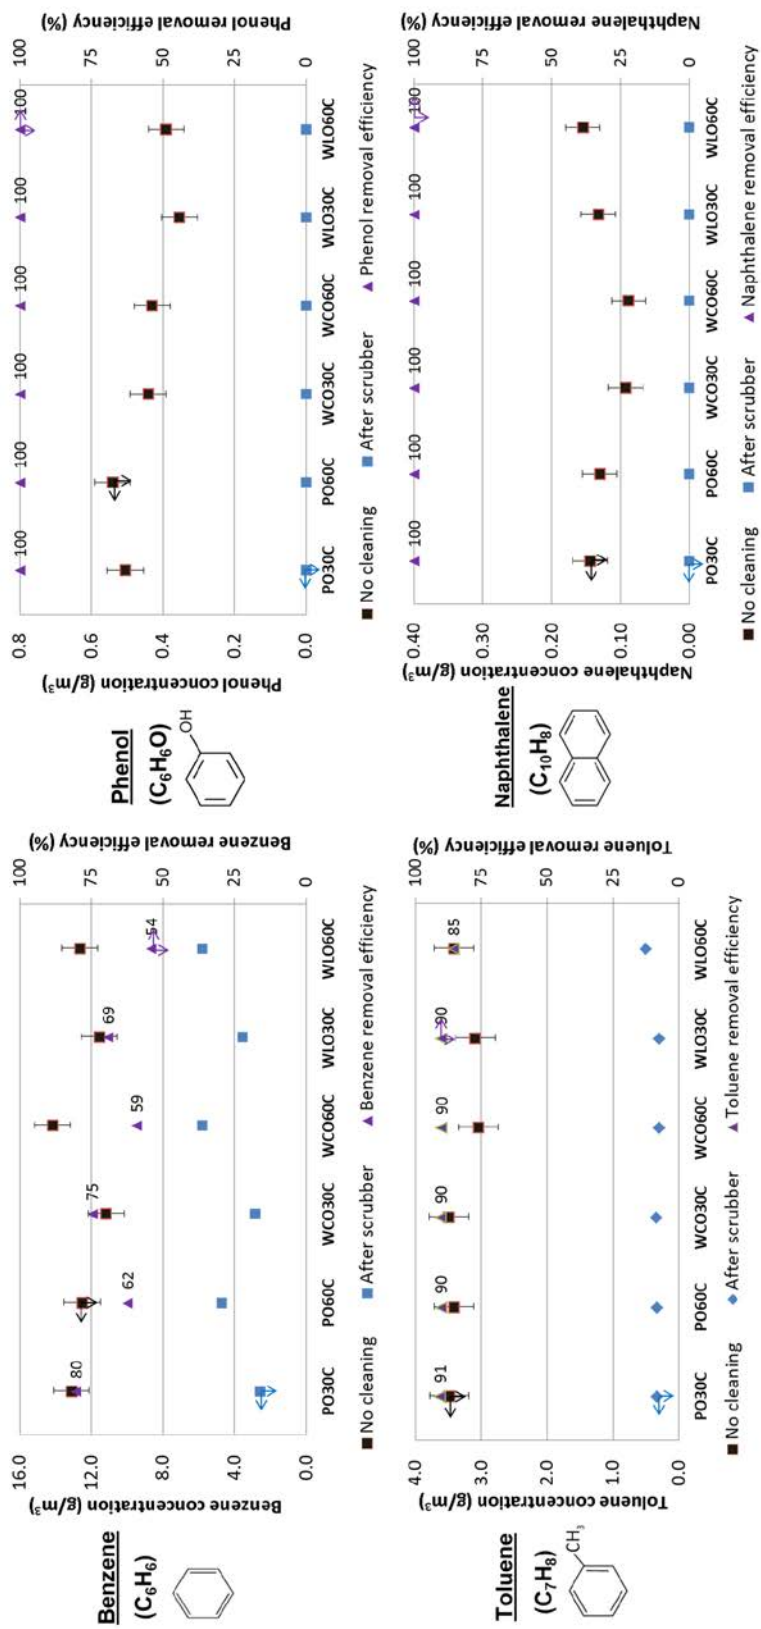 Benzene
(C₆H₆)
Benzene concentration (g/m³)
16.0
12.0
8.0
4.0
0.0
80
62
75
59
69
54
100
75
50
25
0
Benzene removal efficiency (%)
PO30C PO60C WCO30C WCO60C WLO30C WLO60C
No cleaning After scrubber Benzene removal efficiency
Phenol
(C₆H₆O)
OH
Phenol concentration (g/m³)
0.8
0.6
0.4
0.2
0.0
100 100 100 100 100 100
100
75
50
25
0
Phenol removal efficiency (%)
PO30C PO60C WCO30C WCO60C WLO30C WLO60C
No cleaning After scrubber Phenol removal efficiency
Toluene
(C₇H₈)
CH₃
Toluene concentration (g/m³)
4.0
3.0
2.0
1.0
0.0
91 90 90 90 90 85
100
75
50
25
0
Toluene removal efficiency (%)
PO30C PO60C WCO30C WCO60C WLO30C WLO60C
No cleaning After scrubber Toluene removal efficiency
Naphthalene
(C₁₀H₈)
Naphthalene concentration (g/m³)
0.40
0.30
0.20
0.10
0.00
100 100 100 100 100 100
100
75
50
25
0
Naphthalene removal efficiency (%)
PO30C PO60C WCO30C WCO60C WLO30C WLO60C
No cleaning After scrubber Naphthalene removal efficiency